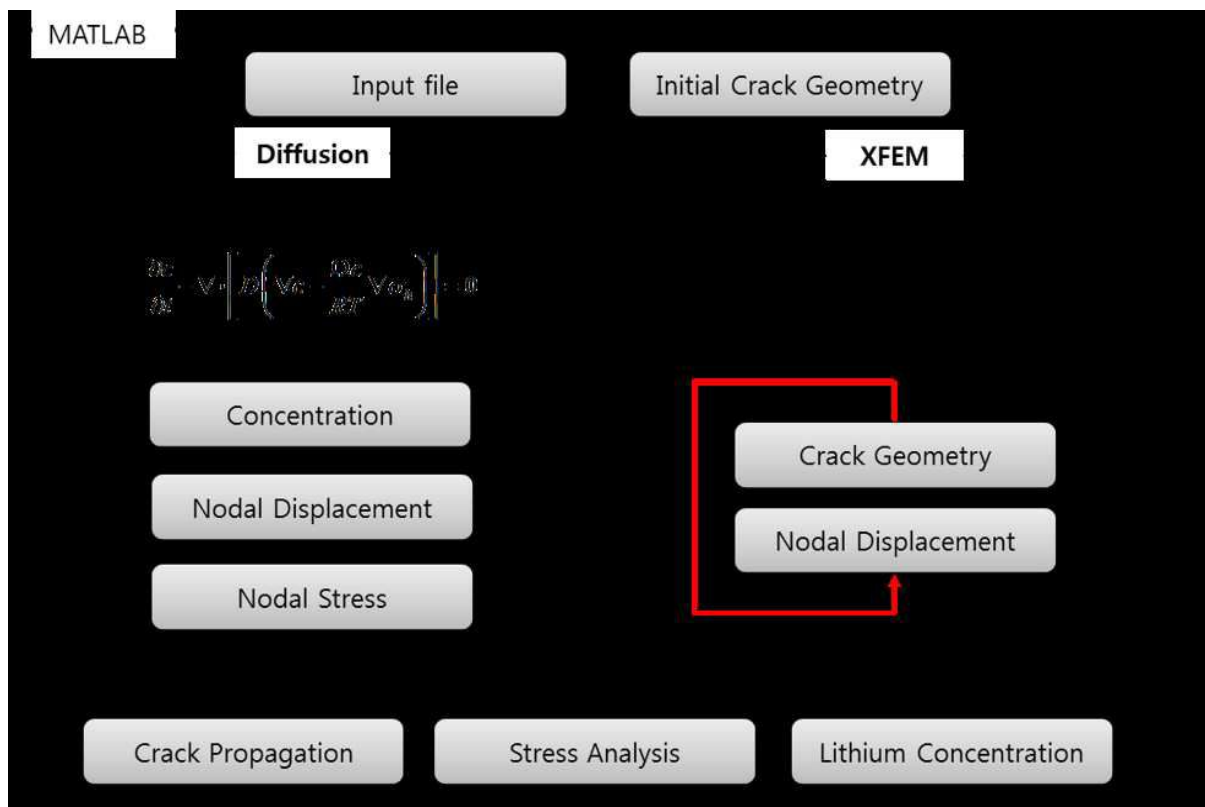 MATLAB
Input file
Initial Crack Geometry
Diffusion
XFEM
Concentration
Nodal Displacement
Nodal Stress
Crack Geometry
Nodal Displacement
Crack Propagation
Stress Analysis
Lithium Concentration